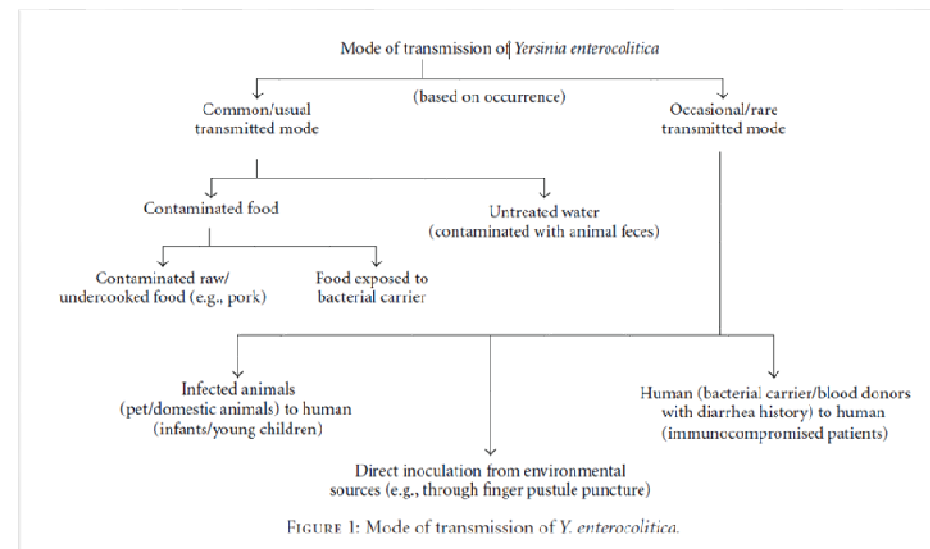 Mode of transmission of Yersinia enterocolitica
(based on occurrence)
Common/usual
transmitted mode
Occasional/rare
transmitted mode
Contaminated food
Untreated water
(contaminated with animal feces)
Contaminated raw/
undercooked food (e.g., pork)
Food exposed to
bacterial carrier
Infected animals
(pet/domestic animals) to human
(infants/young children)
Human (bacterial carrier/blood donors
with diarrhea history) to human
(immunocompromised patients)
Direct inoculation from environmental
sources (e.g., through finger pustule puncture)
FIGURE 1: Mode of transmission of Y. enterocolitica.